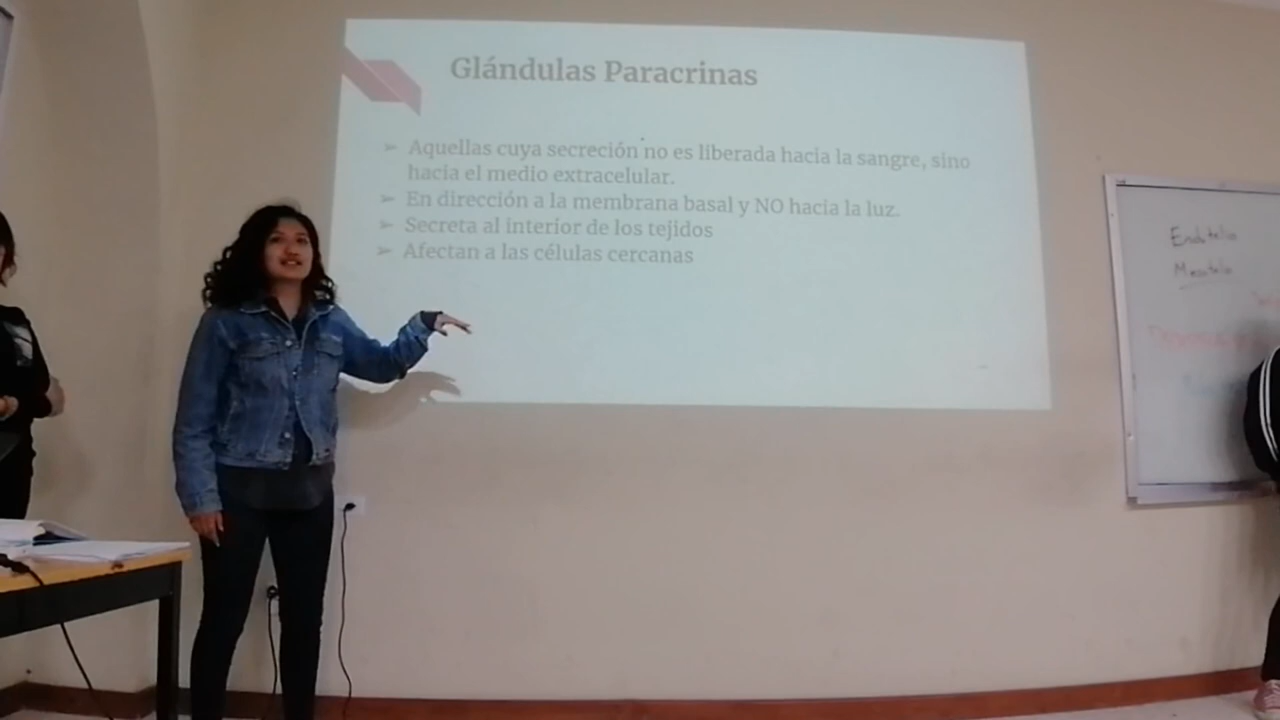 Glándulas Paracrinas
➢ Aquellas cuya secreción no es liberada hacia la sangre, sino
hacia el medio extracelular.
➢ En dirección a la membrana basal y NO hacia la luz.
➢ Secreta al interior de los tejidos
➢ Afectan a las células cercanas
Endotelio
Mesotelio